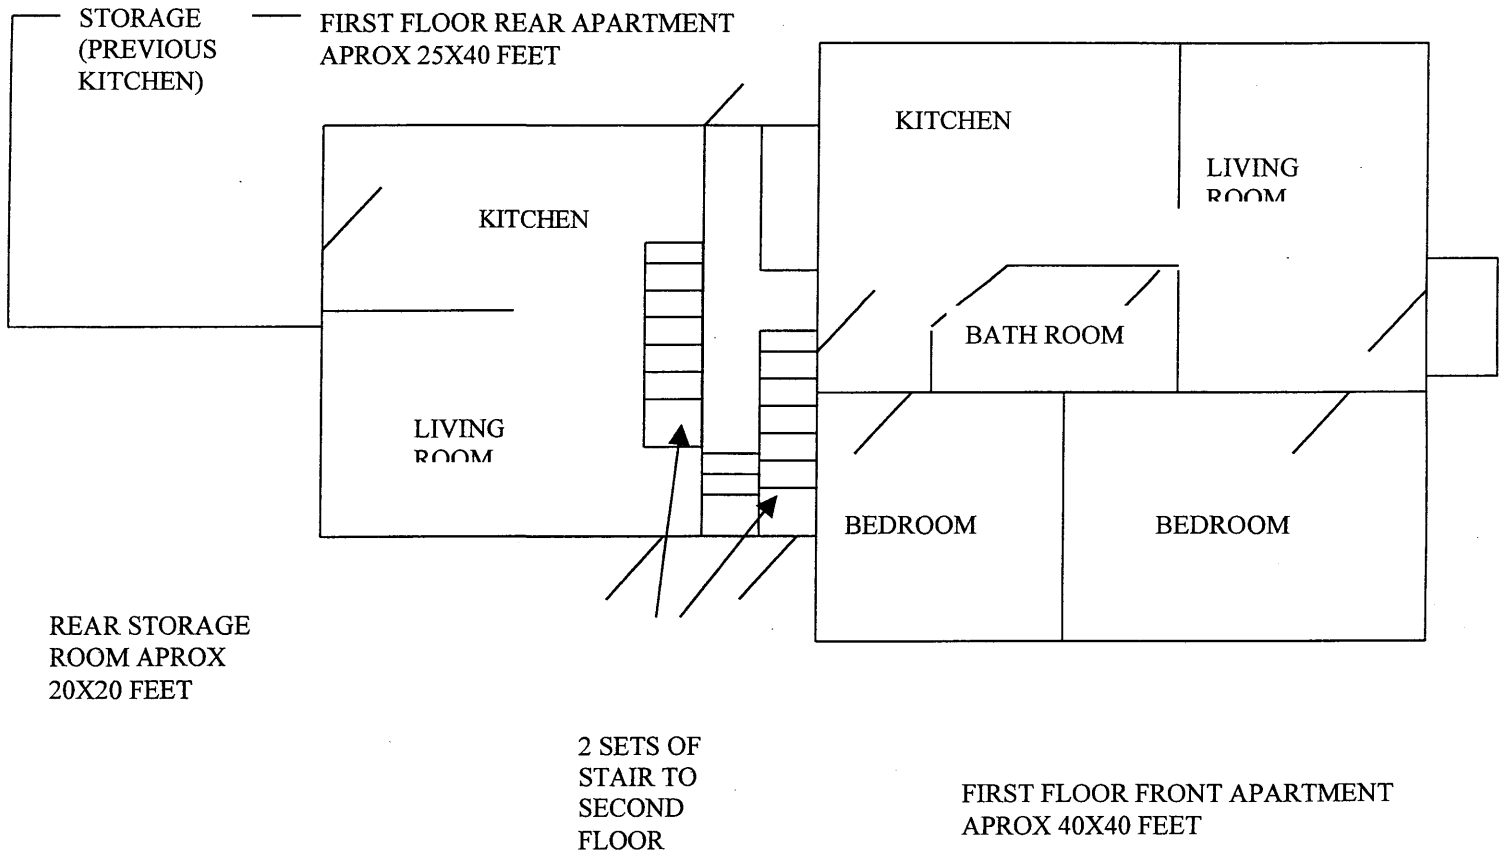 STORAGE
(PREVIOUS
KITCHEN)
FIRST FLOOR REAR APARTMENT
APROX 25X40 FEET
KITCHEN
LIVING
ROOM
KITCHEN
LIVING
ROOM
BATH ROOM
BEDROOM
BEDROOM
REAR STORAGE
ROOM APROX
20X20 FEET
2 SETS OF
STAIR TO
SECOND
FLOOR
FIRST FLOOR FRONT APARTMENT
APROX 40X40 FEET